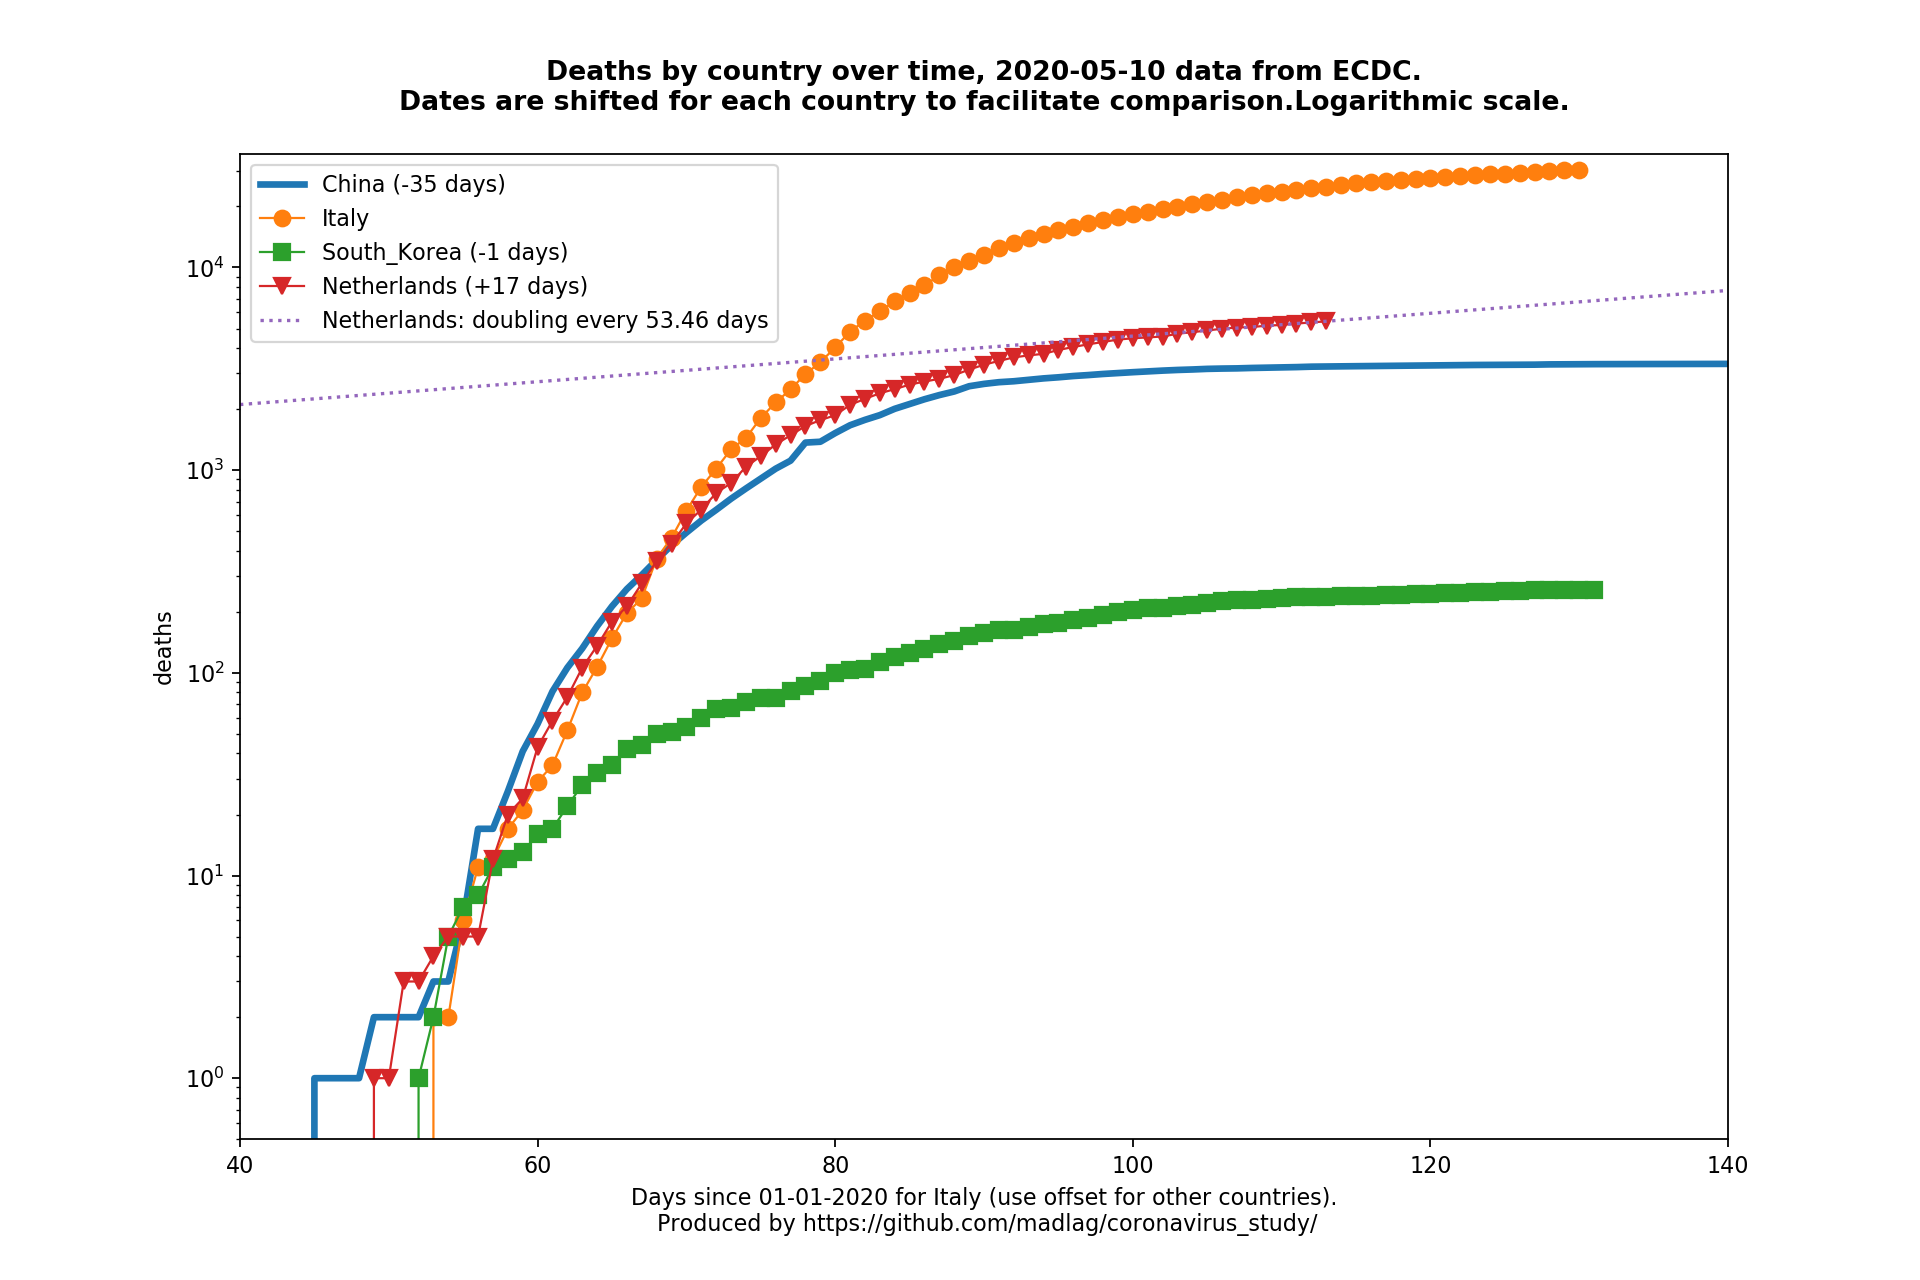 Deaths by country over time, 2020-05-10 data from ECDC.
Dates are shifted for each country to facilitate comparison.Logarithmic scale.
China (-35 days)
Italy
South_Korea (-1 days)
Netherlands (+17 days)
Netherlands: doubling every 53.46 days
deaths
10⁴
10³
10²
10¹
10⁰
40 60 80 100 120 140
Days since 01-01-2020 for Italy (use offset for other countries).
Produced by https://github.com/madlag/coronavirus_study/